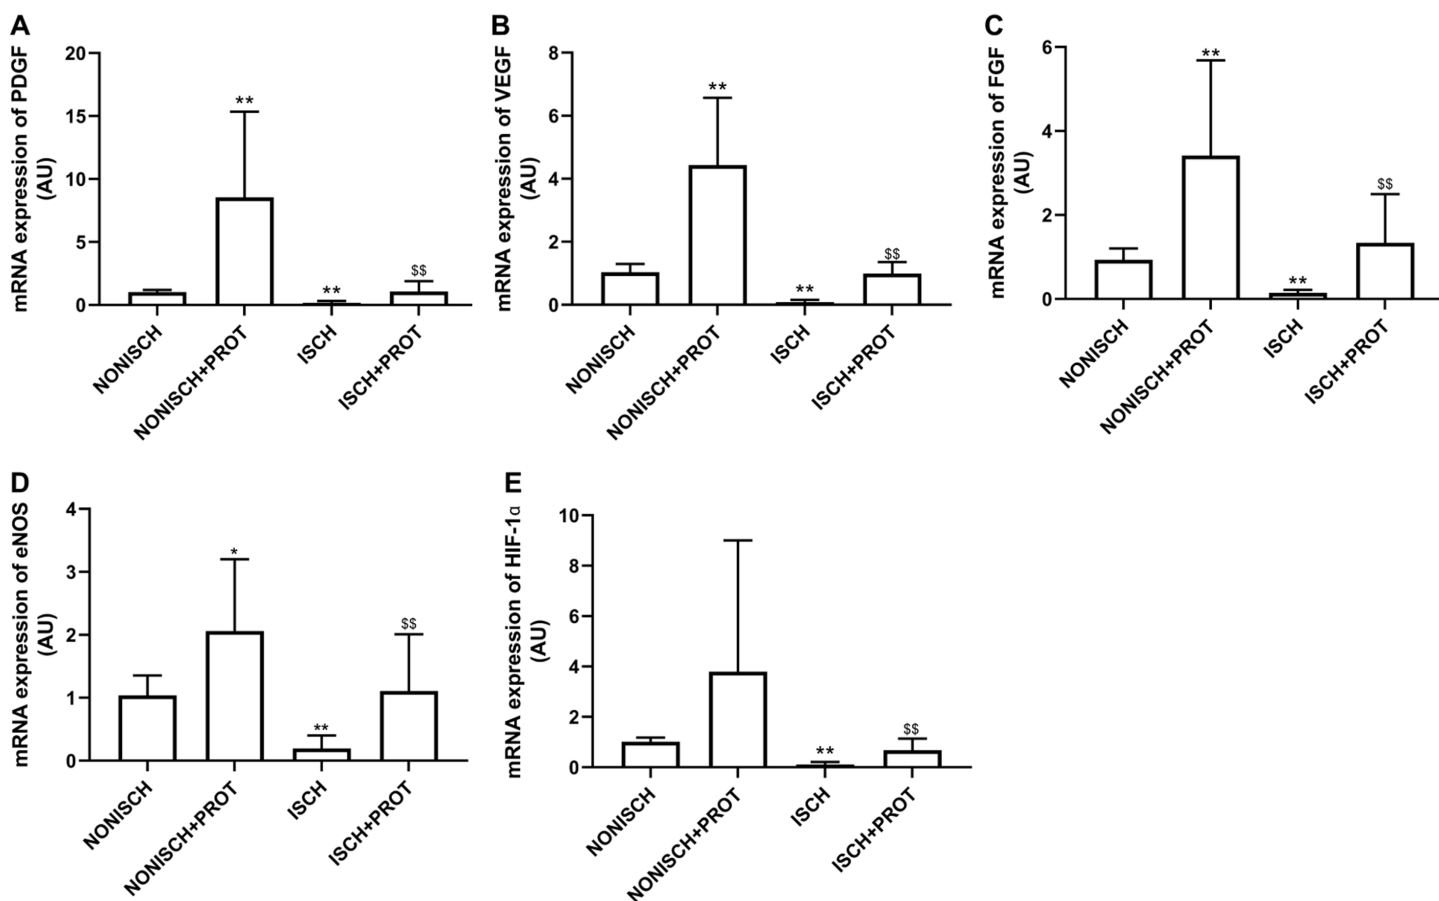 A
mRNA expression of PDGF
(AU)
20
15
10
5
0
**
**
$$
NONISCH
NONISCH+PROT
ISCH
ISCH+PROT
B
mRNA expression of VEGF
(AU)
8
6
4
2
0
**
**
$$
NONISCH
NONISCH+PROT
ISCH
ISCH+PROT
C
mRNA expression of FGF
(AU)
6
4
2
0
**
**
$$
NONISCH
NONISCH+PROT
ISCH
ISCH+PROT
D
mRNA expression of eNOS
(AU)
4
3
2
1
0
*
**
$$
NONISCH
NONISCH+PROT
ISCH
ISCH+PROT
E
mRNA expression of HIF-1α
(AU)
10
8
6
4
2
0
**
$$
NONISCH
NONISCH+PROT
ISCH
ISCH+PROT